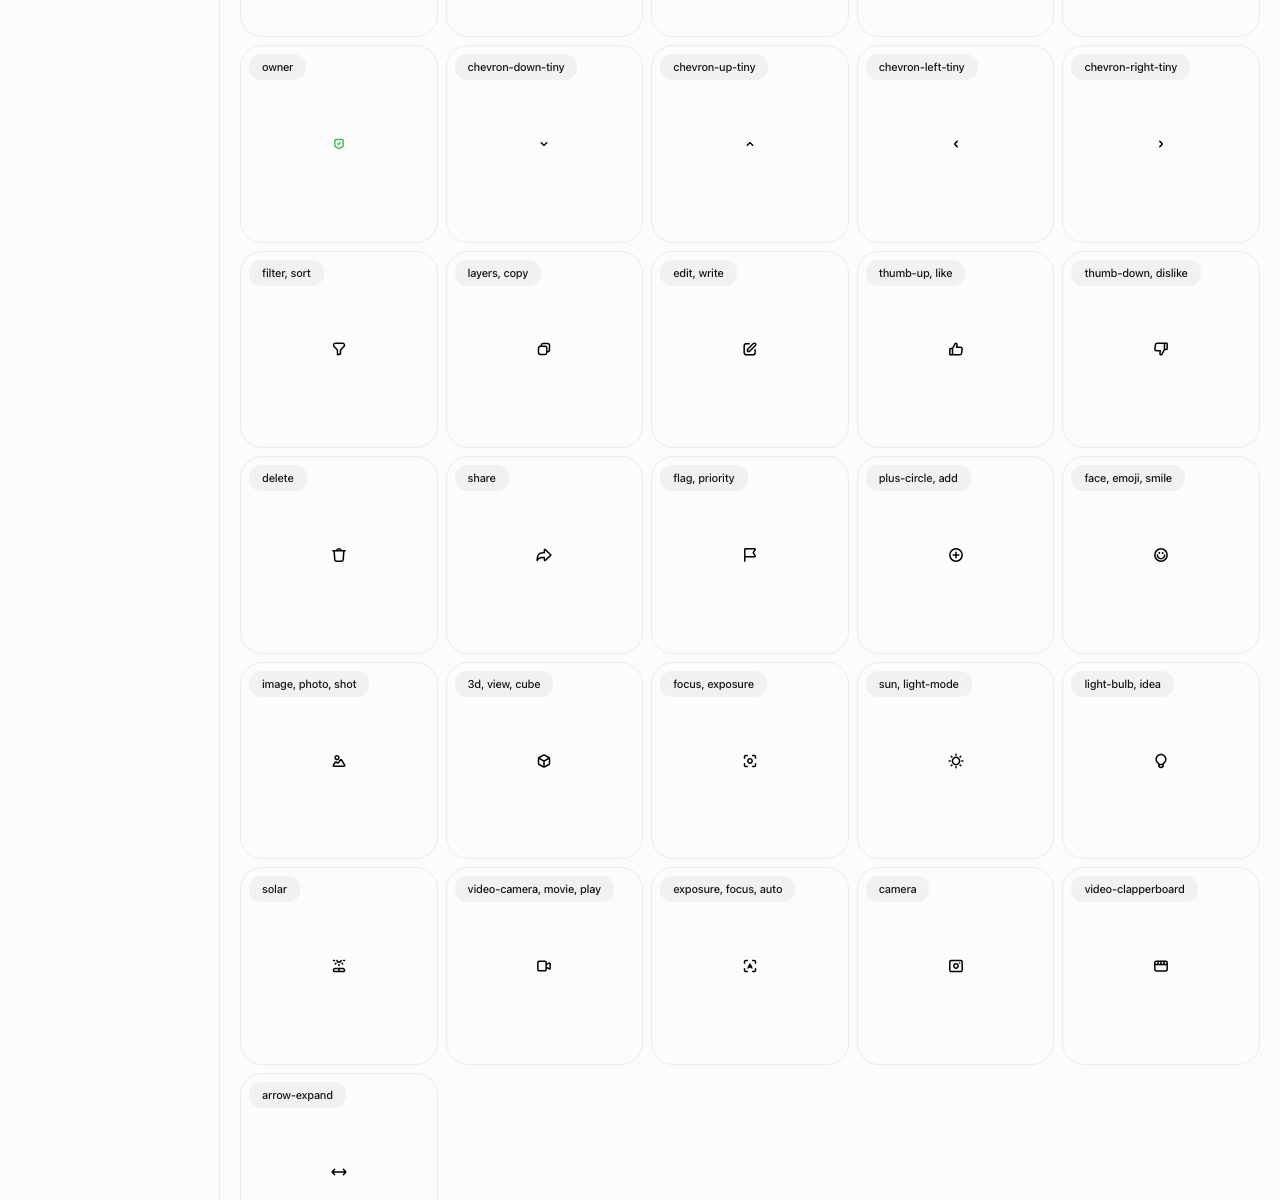 owner
chevron-down-tiny
chevron-up-tiny
chevron-left-tiny
chevron-right-tiny
filter, sort
layers, copy
edit, write
thumb-up, like
thumb-down, dislike
delete
share
flag, priority
plus-circle, add
face, emoji, smile
image, photo, shot
3d, view, cube
focus, exposure
sun, light-mode
light-bulb, idea
solar
video-camera, movie, play
exposure, focus, auto
camera
video-clapperboard
arrow-expand